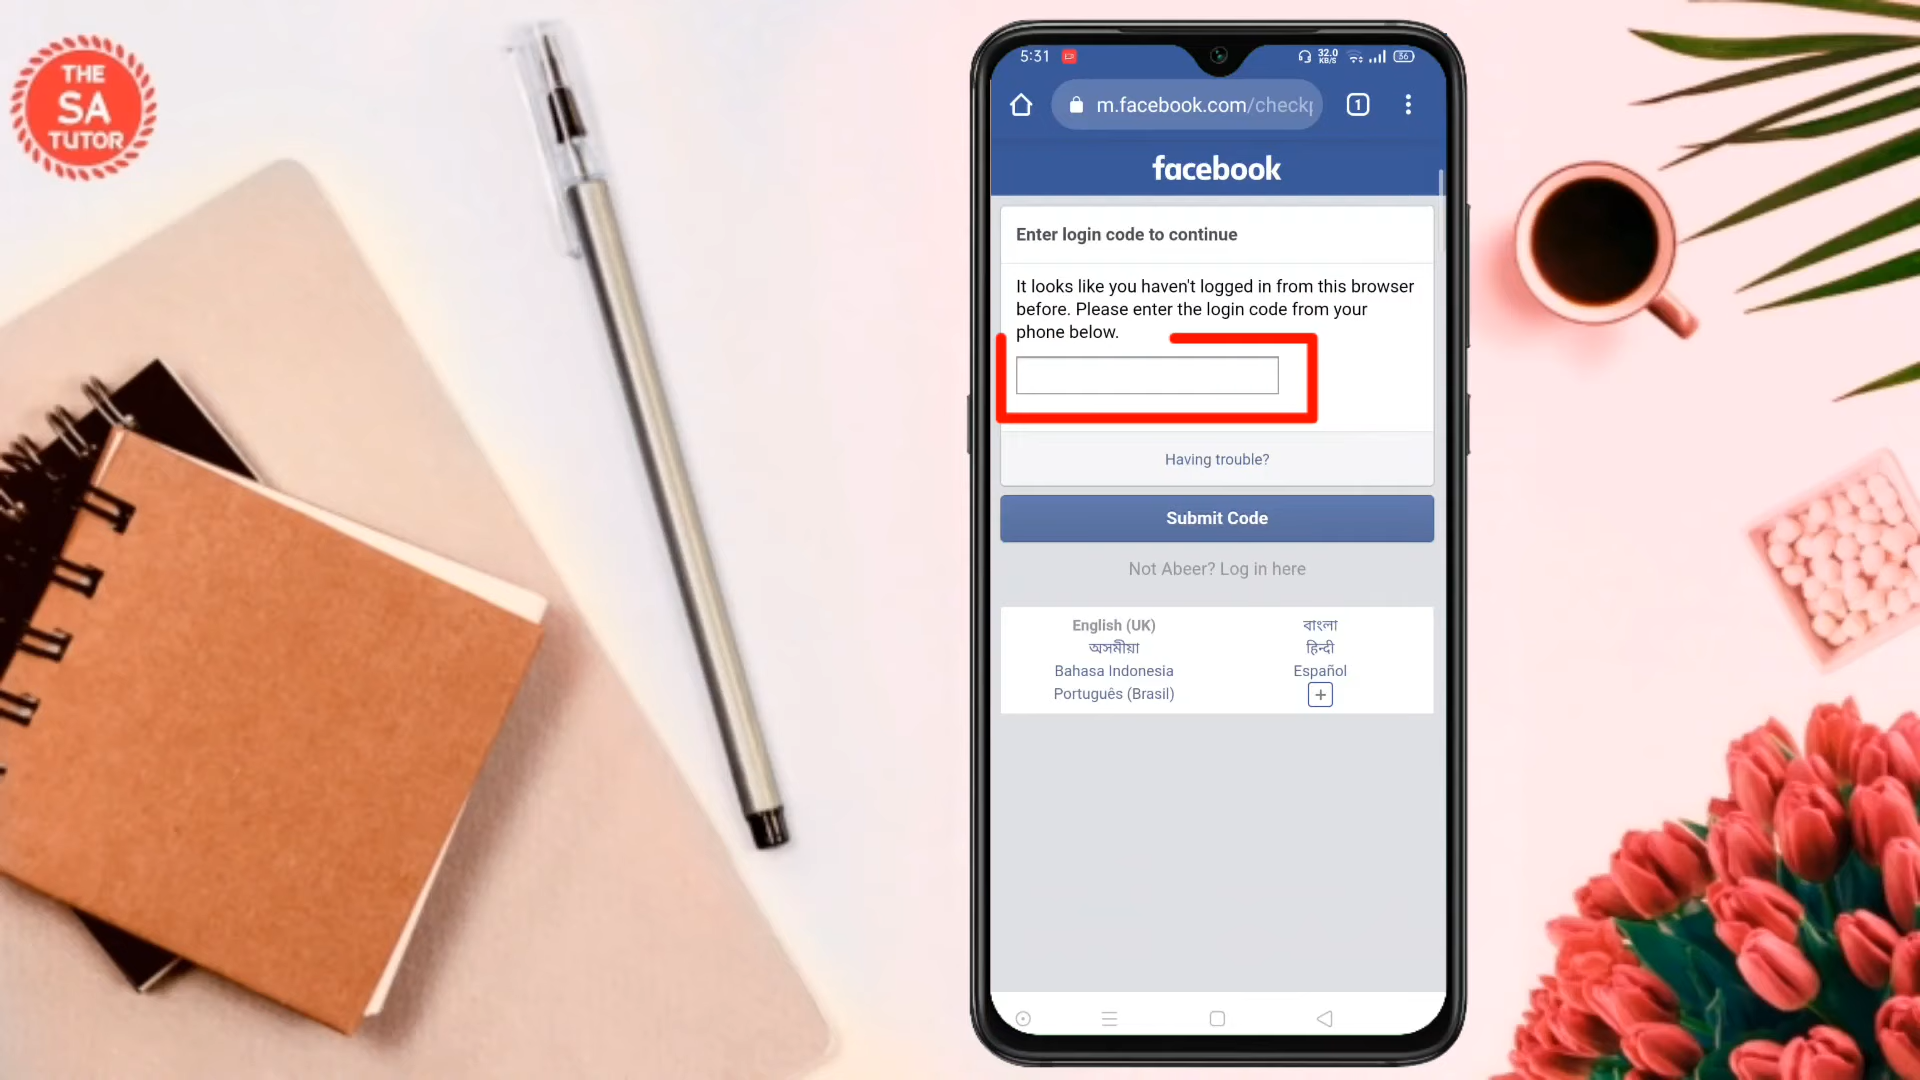 THE
SA
TUTOR
5:31
32.0
KB/S
36
m.facebook.com/checkp
1
facebook
Enter login code to continue
It looks like you haven't logged in from this browser
before. Please enter the login code from your
phone below.
Having trouble?
Submit Code
Not Abeer? Log in here
English (UK)
বাংলা
অসমীয়া
हिन्दी
Bahasa Indonesia
Español
Português (Brasil)